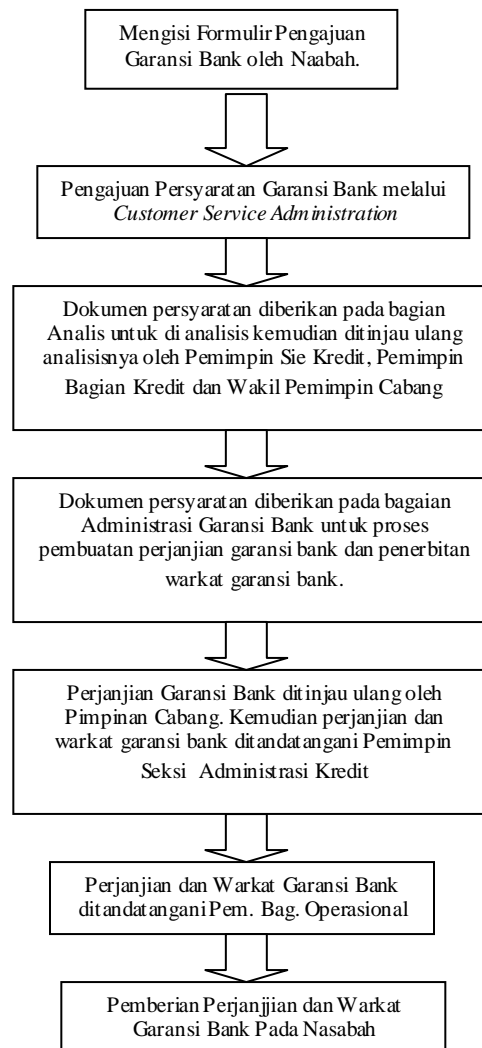 Mengisi Formulir Pengajuan
Garansi Bank oleh Naabah.
Pengajuan Persyaratan Garansi Bank melalui
Customer Service Administration
Dokumen persyaratan diberikan pada bagian
Analis untuk di analisis kemudian ditinjau ulang
analisisnya oleh Pemimpin Sie Kredit, Pemimpin
Bagian Kredit dan Wakil Pemimpin Cabang
Dokumen persyaratan diberikan pada bagaian
Administrasi Garansi Bank untuk proses
pembuatan perjanjian garansi bank dan penerbitan
warkat garansi bank.
Perjanjian Garansi Bank ditinjau ulang oleh
Pimpinan Cabang. Kemudian perjanjian dan
warkat garansi bank ditandatangani Pemimpin
Seksi Administrasi Kredit
Perjanjian dan Warkat Garansi Bank
ditandatangani Pem. Bag. Operasional
Pemberian Perjanjjian dan Warkat
Garansi Bank Pada Nasabah